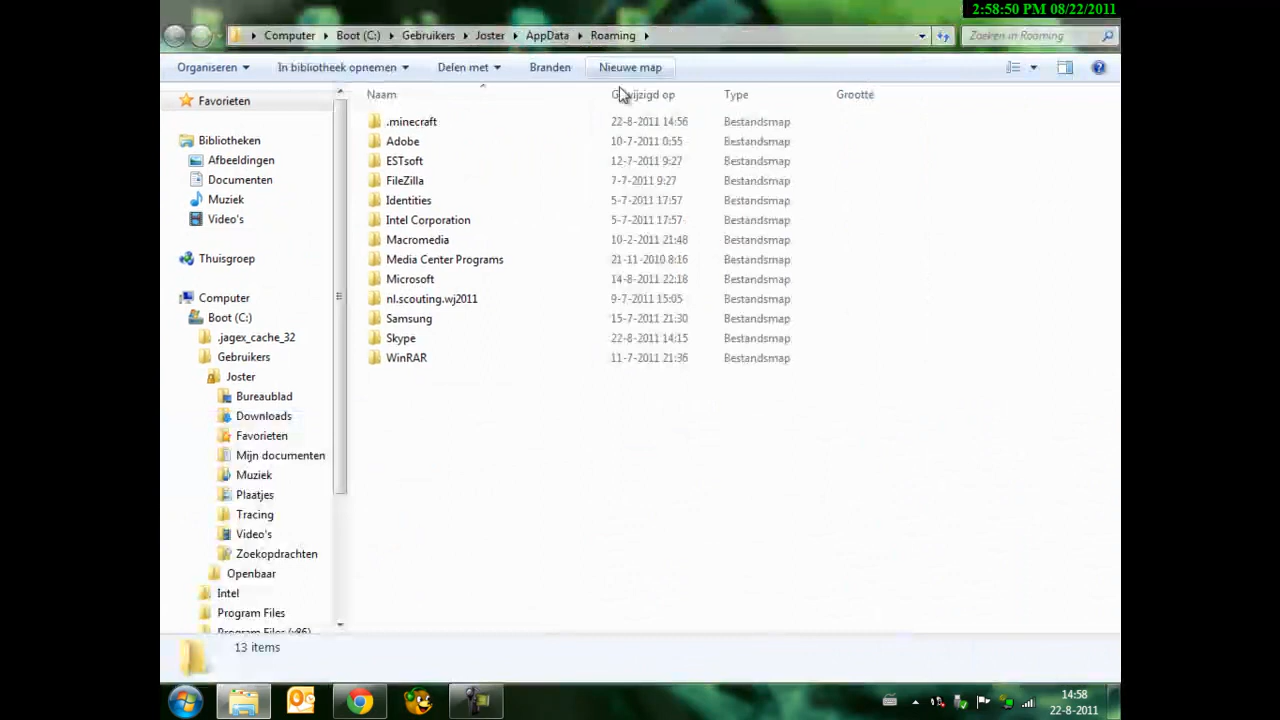 2:58:50 PM 08/22/2011
Computer Boot (C:) Gebruikers Joster AppData Roaming
Zoeken in Roaming
Organiseren In bibliotheek opnemen Delen met Branden Nieuwe map
Naam Gewijzigd op Type Grootte
.minecraft 22-8-2011 14:56 Bestandsmap
Adobe 10-7-2011 0:55 Bestandsmap
ESTsoft 12-7-2011 9:27 Bestandsmap
FileZilla 7-7-2011 9:27 Bestandsmap
Identities 5-7-2011 17:57 Bestandsmap
Intel Corporation 5-7-2011 17:57 Bestandsmap
Macromedia 10-2-2011 21:48 Bestandsmap
Media Center Programs 21-11-2010 8:16 Bestandsmap
Microsoft 14-8-2011 22:18 Bestandsmap
nl.scouting.wj2011 9-7-2011 15:05 Bestandsmap
Samsung 15-7-2011 21:30 Bestandsmap
Skype 22-8-2011 14:15 Bestandsmap
WinRAR 11-7-2011 21:36 Bestandsmap
Favorieten
Bibliotheken
Afbeeldingen
Documenten
Muziek
Video's
Thuisgroep
Computer
Boot (C:)
.jagex_cache_32
Gebruikers
Joster
Bureaublad
Downloads
Favorieten
Mijn documenten
Muziek
Plaatjes
Tracing
Video's
Zoekopdrachten
Openbaar
Intel
Program Files
Program Files (x86)
13 items
14:58
22-8-2011